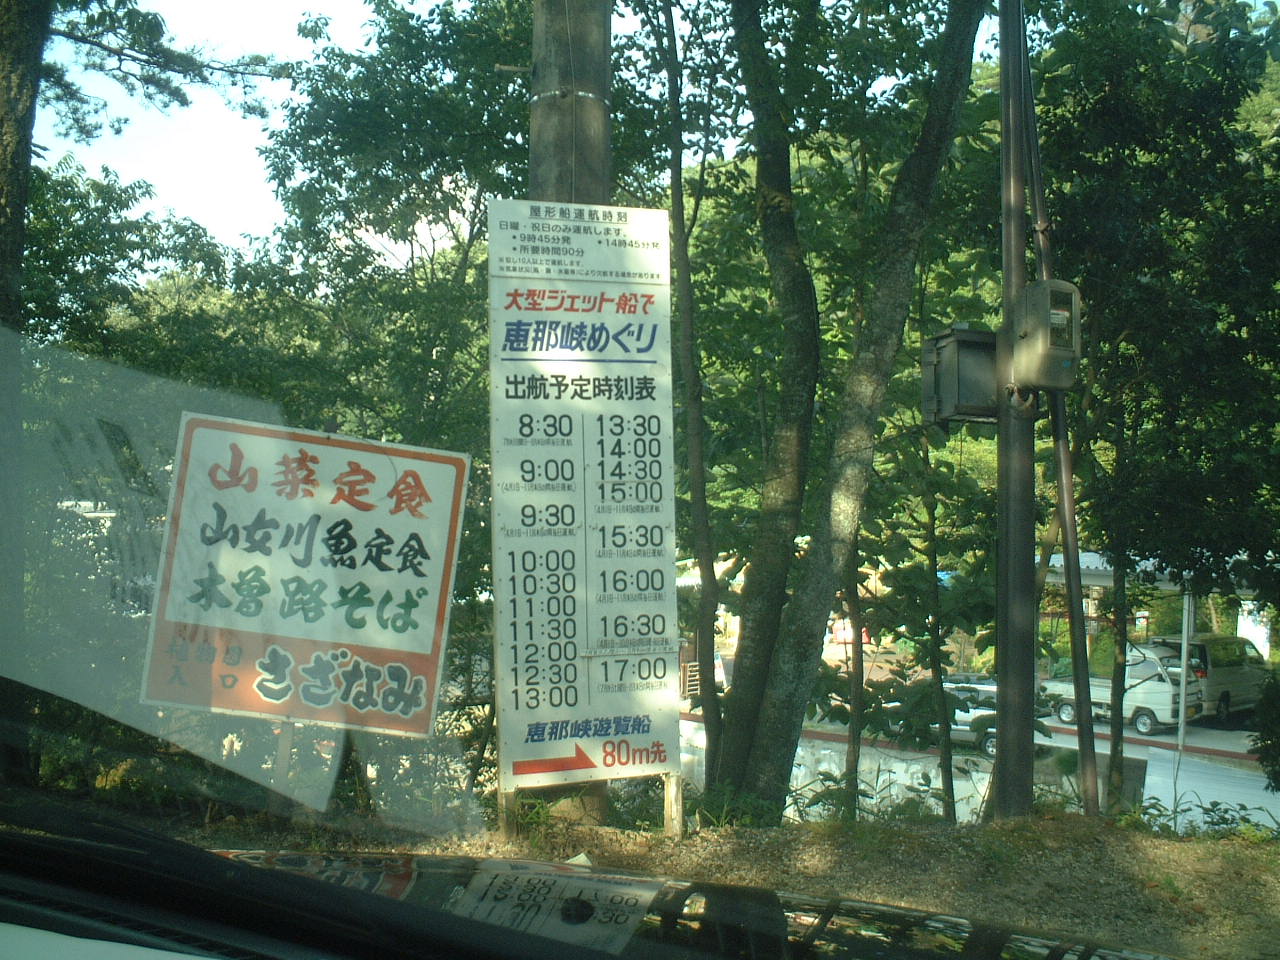 山菜定食
山女川魚定食
木曽路そば
植物園
入口
さざなみ
屋形船運航時刻
日曜・祝日のみ運航します。
・9時45分発 ・14時45分発
・所要時間90分
大型ジェット船で
恵那峡めぐり
出航予定時刻表
8:30
9:00
9:30
10:00
10:30
11:00
11:30
12:00
12:30
13:00
13:30
14:00
14:30
15:00
15:30
16:00
16:30
17:00
恵那峡遊覧船
80m先